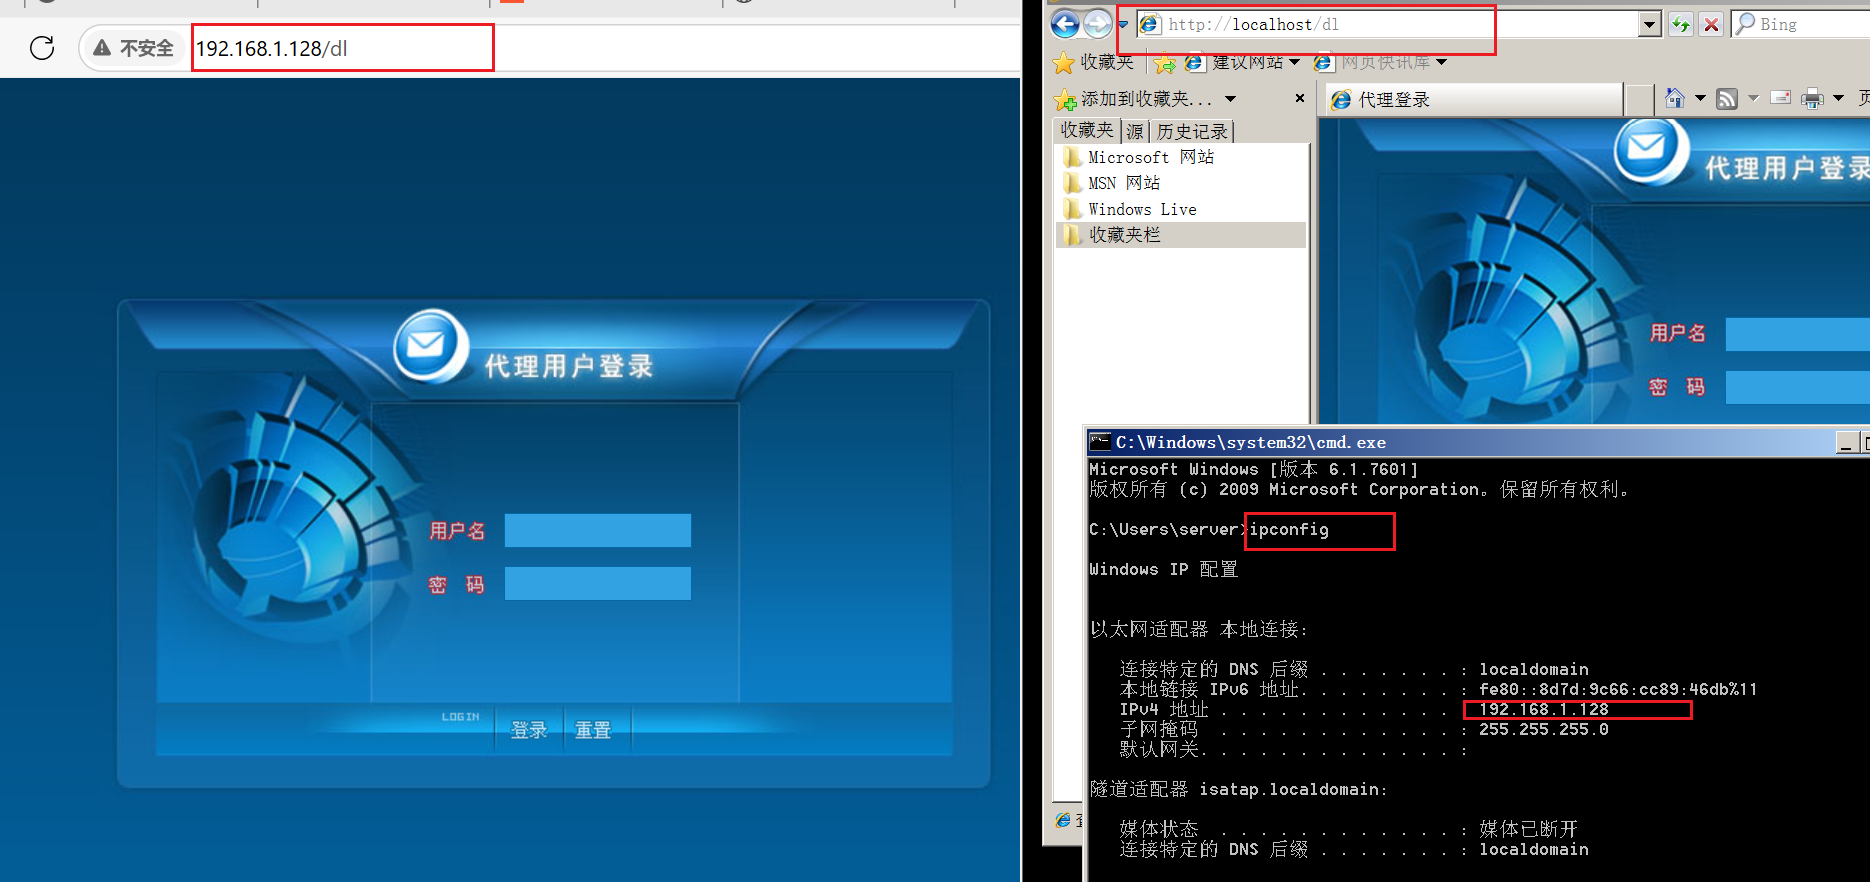 不安全 192.168.1.128/dl
代理用户登录
用户名
密 码
LOGIN
登录
重置
http://localhost/dl
Bing
收藏夹
建议网站
网页快讯库
添加到收藏夹...
代理登录
收藏夹
源
历史记录
Microsoft 网站
MSN 网站
Windows Live
收藏夹栏
代理用户登录
用户名
密 码
C:\Windows\system32\cmd.exe
Microsoft Windows [版本 6.1.7601]
版权所有 (c) 2009 Microsoft Corporation。保留所有权利。
C:\Users\server>ipconfig
Windows IP 配置
以太网适配器 本地连接:
连接特定的 DNS 后缀 . . . . . . . : localdomain
本地链接 IPv6 地址. . . . . . . . : fe80::8d7d:9c66:cc89:46db%11
IPv4 地址 . . . . . . . . . . . . 192.168.1.128
子网掩码 . . . . . . . . . . . . : 255.255.255.0
默认网关. . . . . . . . . . . . . :
隧道适配器 isatap.localdomain:
媒体状态 . . . . . . . . . . . . : 媒体已断开
连接特定的 DNS 后缀 . . . . . . . : localdomain